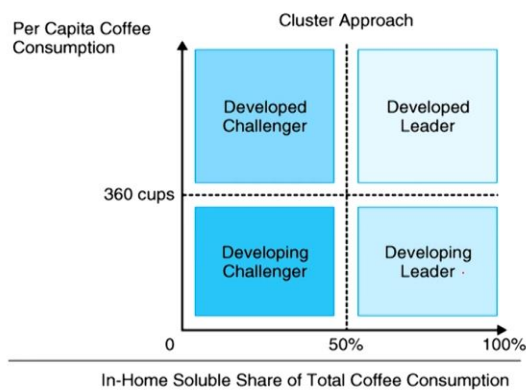 Per Capita Coffee
Consumption
Cluster Approach
Developed
Challenger
Developed
Leader
360 cups
Developing
Challenger
Developing
Leader
0
50%
100%
In-Home Soluble Share of Total Coffee Consumption